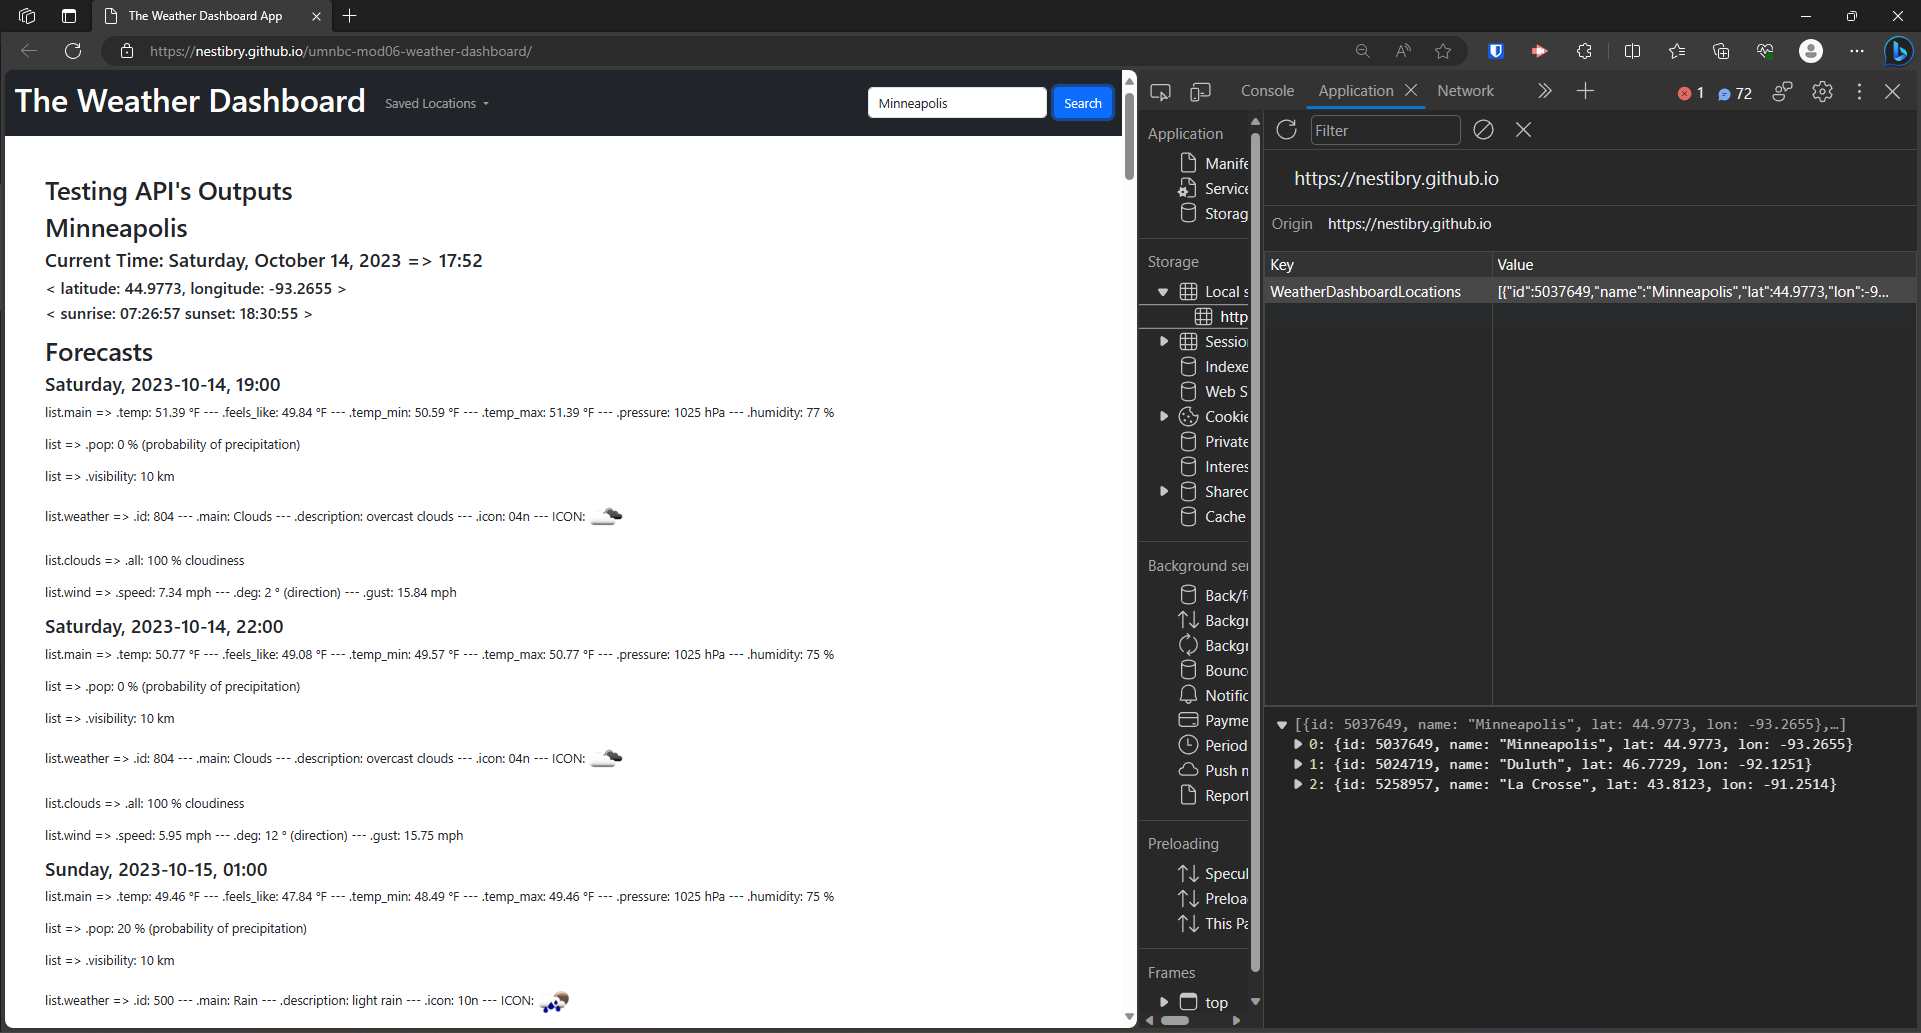 The Weather Dashboard App
https://nestibry.github.io/umnbc-mod06-weather-dashboard/
The Weather Dashboard
Saved Locations
Minneapolis
Search
Testing API's Outputs
Minneapolis
Current Time: Saturday, October 14, 2023 => 17:52
< latitude: 44.9773, longitude: -93.2655 >
< sunrise: 07:26:57 sunset: 18:30:55 >
Forecasts
Saturday, 2023-10-14, 19:00
list.main => .temp: 51.39 °F --- .feels_like: 49.84 °F --- .temp_min: 50.59 °F --- .temp_max: 51.39 °F --- .pressure: 1025 hPa --- .humidity: 77 %
list => .pop: 0 % (probability of precipitation)
list => .visibility: 10 km
list.weather => .id: 804 --- .main: Clouds --- .description: overcast clouds --- .icon: 04n --- ICON:
list.clouds => .all: 100 % cloudiness
list.wind => .speed: 7.34 mph --- .deg: 2 ° (direction) --- .gust: 15.84 mph
Saturday, 2023-10-14, 22:00
list.main => .temp: 50.77 °F --- .feels_like: 49.08 °F --- .temp_min: 49.57 °F --- .temp_max: 50.77 °F --- .pressure: 1025 hPa --- .humidity: 75 %
list => .pop: 0 % (probability of precipitation)
list => .visibility: 10 km
list.weather => .id: 804 --- .main: Clouds --- .description: overcast clouds --- .icon: 04n --- ICON:
list.clouds => .all: 100 % cloudiness
list.wind => .speed: 5.95 mph --- .deg: 12 ° (direction) --- .gust: 15.75 mph
Sunday, 2023-10-15, 01:00
list.main => .temp: 49.46 °F --- .feels_like: 47.84 °F --- .temp_min: 48.49 °F --- .temp_max: 49.46 °F --- .pressure: 1025 hPa --- .humidity: 75 %
list => .pop: 20 % (probability of precipitation)
list => .visibility: 10 km
list.weather => .id: 500 --- .main: Rain --- .description: light rain --- .icon: 10n --- ICON:
Console
Application
Network
1
72
Application
Manife
Service
Storag
Storage
Local s
http
Sessio
Indexe
Web S
Cookie
Private
Interes
Shared
Cache
Background ser
Back/f
Backgr
Backgr
Bounc
Notific
Payme
Period
Push m
Report
Preloading
Specul
Preloa
This Pa
Frames
top
Filter
https://nestibry.github.io
Origin https://nestibry.github.io
Key Value
WeatherDashboardLocations [{"id":5037649,"name":"Minneapolis","lat":44.9773,"lon":-9...
[{id: 5037649, name: "Minneapolis", lat: 44.9773, lon: -93.2655},…]
0: {id: 5037649, name: "Minneapolis", lat: 44.9773, lon: -93.2655}
1: {id: 5024719, name: "Duluth", lat: 46.7729, lon: -92.1251}
2: {id: 5258957, name: "La Crosse", lat: 43.8123, lon: -91.2514}